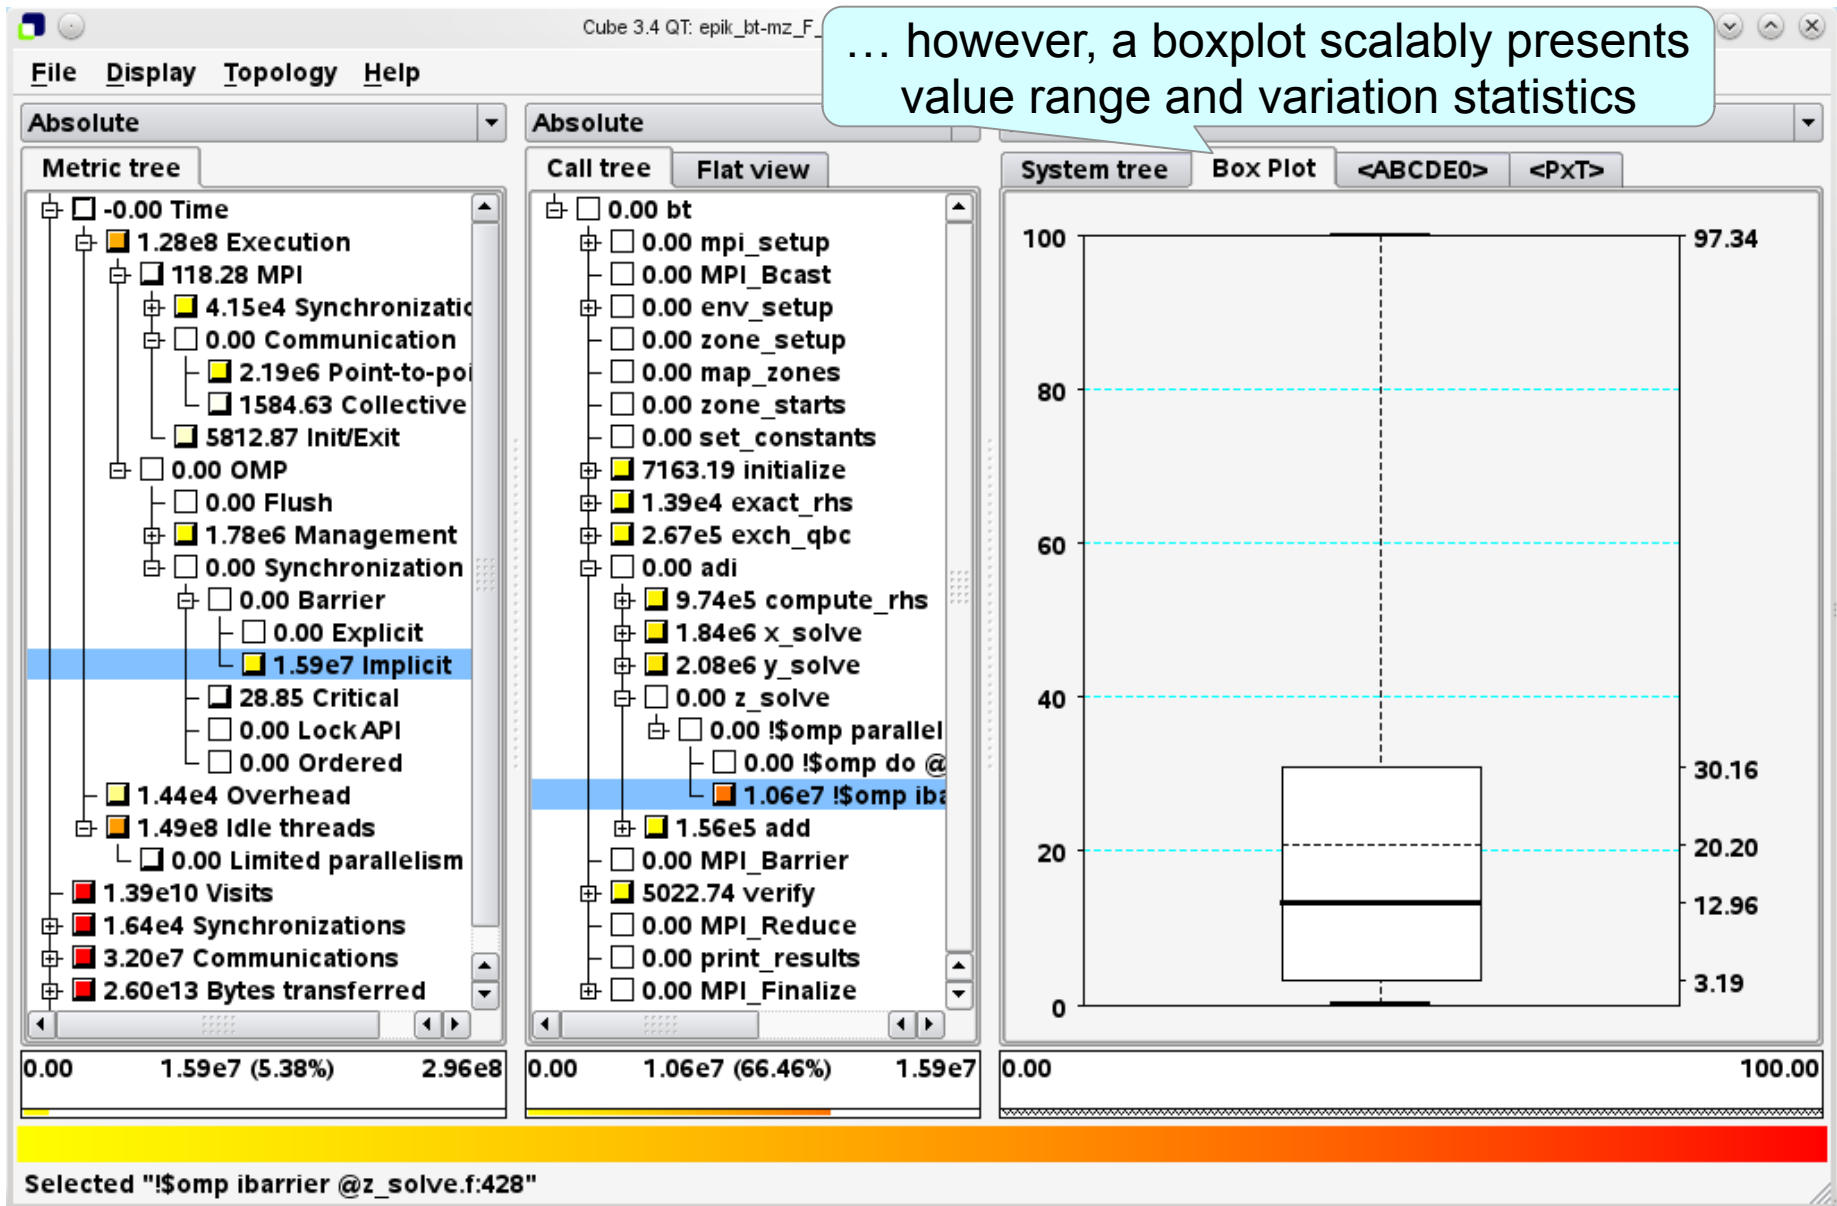 Cube 3.4 QT: epik_bt-mz_F_
… however, a boxplot scalably presents
value range and variation statistics
File Display Topology Help
Absolute
Metric tree
-0.00 Time
1.28e8 Execution
118.28 MPI
4.15e4 Synchronizatic
0.00 Communication
2.19e6 Point-to-poi
1584.63 Collective
5812.87 Init/Exit
0.00 OMP
0.00 Flush
1.78e6 Management
0.00 Synchronization
0.00 Barrier
0.00 Explicit
1.59e7 Implicit
28.85 Critical
0.00 Lock API
0.00 Ordered
1.44e4 Overhead
1.49e8 Idle threads
0.00 Limited parallelism
1.39e10 Visits
1.64e4 Synchronizations
3.20e7 Communications
2.60e13 Bytes transferred
0.00 1.59e7 (5.38%) 2.96e8
Absolute
Call tree Flat view
0.00 bt
0.00 mpi_setup
0.00 MPI_Bcast
0.00 env_setup
0.00 zone_setup
0.00 map_zones
0.00 zone_starts
0.00 set_constants
7163.19 initialize
1.39e4 exact_rhs
2.67e5 exch_qbc
0.00 adi
9.74e5 compute_rhs
1.84e6 x_solve
2.08e6 y_solve
0.00 z_solve
0.00 !$omp parallel
0.00 !$omp do @
1.06e7 !$omp iba
1.56e5 add
0.00 MPI_Barrier
5022.74 verify
0.00 MPI_Reduce
0.00 print_results
0.00 MPI_Finalize
0.00 1.06e7 (66.46%) 1.59e7
System tree Box Plot <ABCDE0> <PxT>
100 97.34
80
60
40
30.16
20 20.20
12.96
3.19
0
0.00 100.00
Selected "!$omp ibarrier @z_solve.f:428"